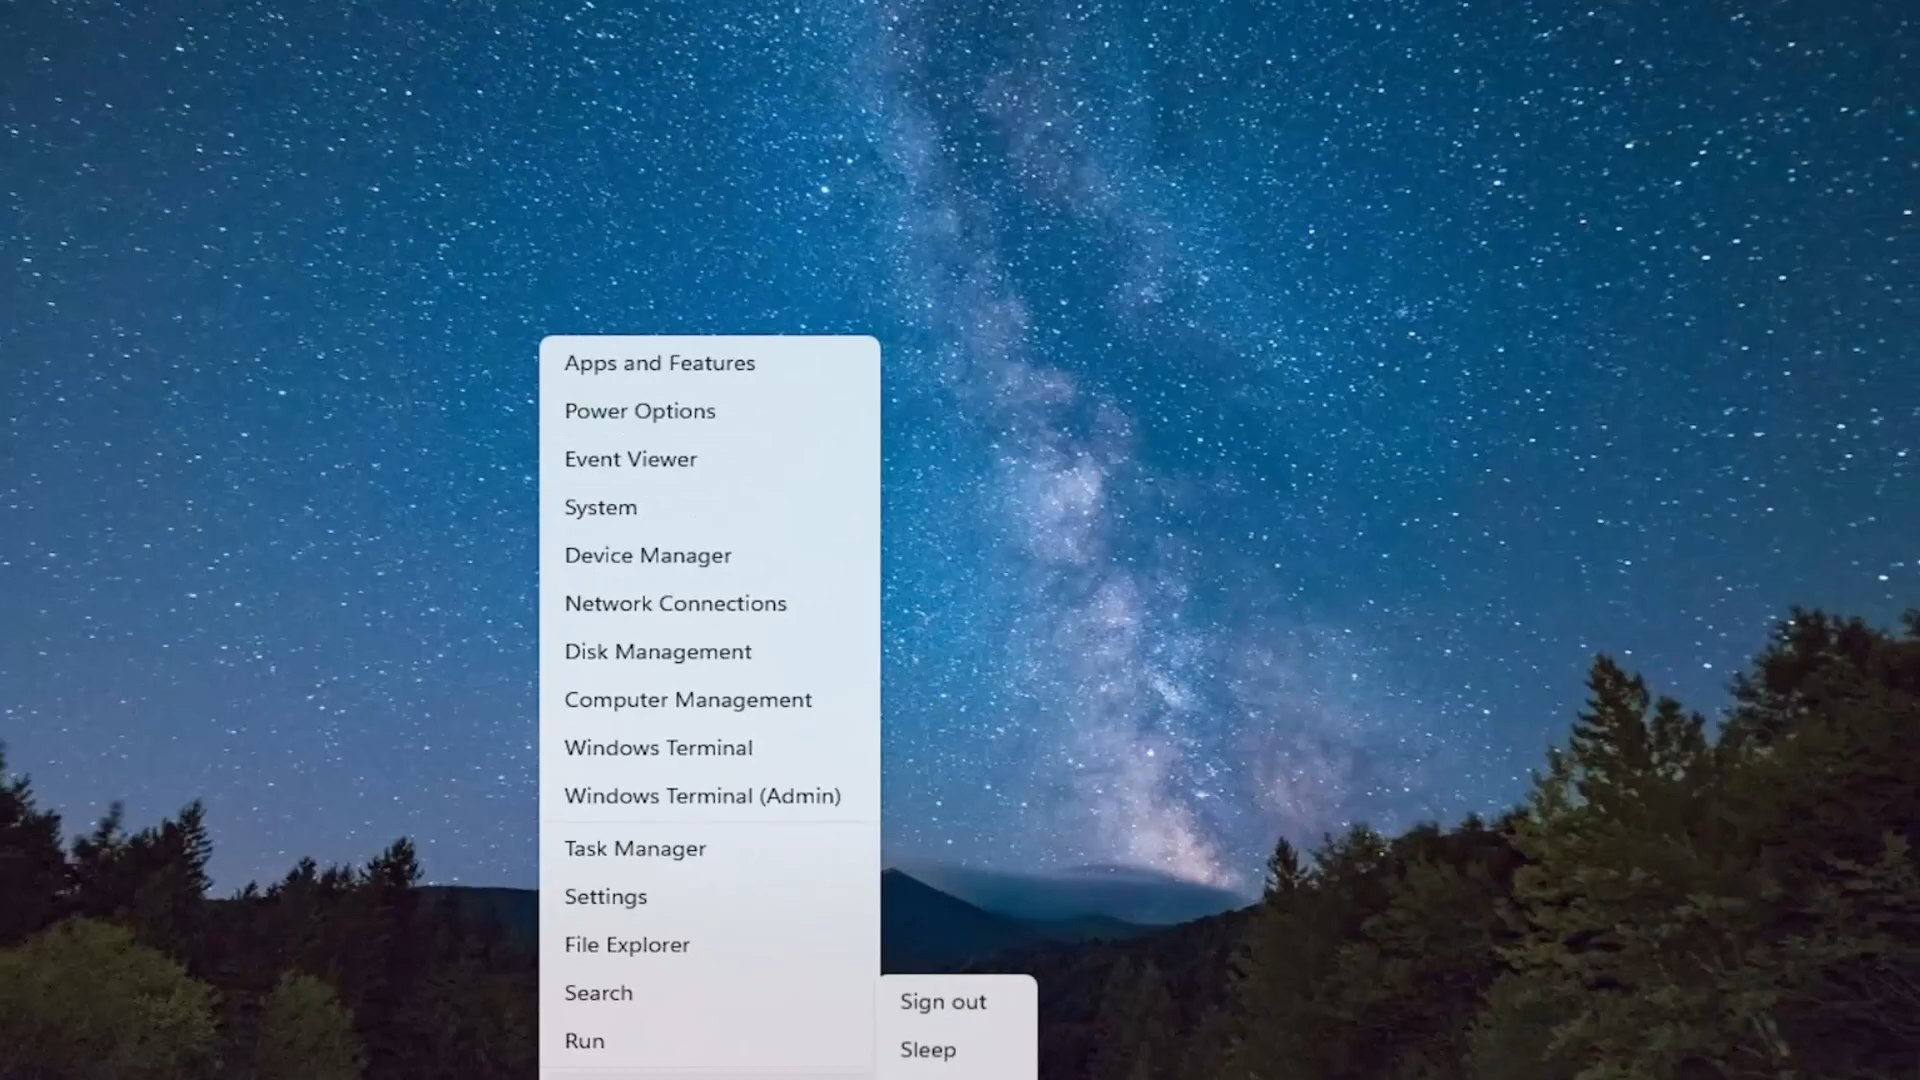 Apps and Features
Power Options
Event Viewer
System
Device Manager
Network Connections
Disk Management
Computer Management
Windows Terminal
Windows Terminal (Admin)
Task Manager
Settings
File Explorer
Search
Run
Sign out
Sleep